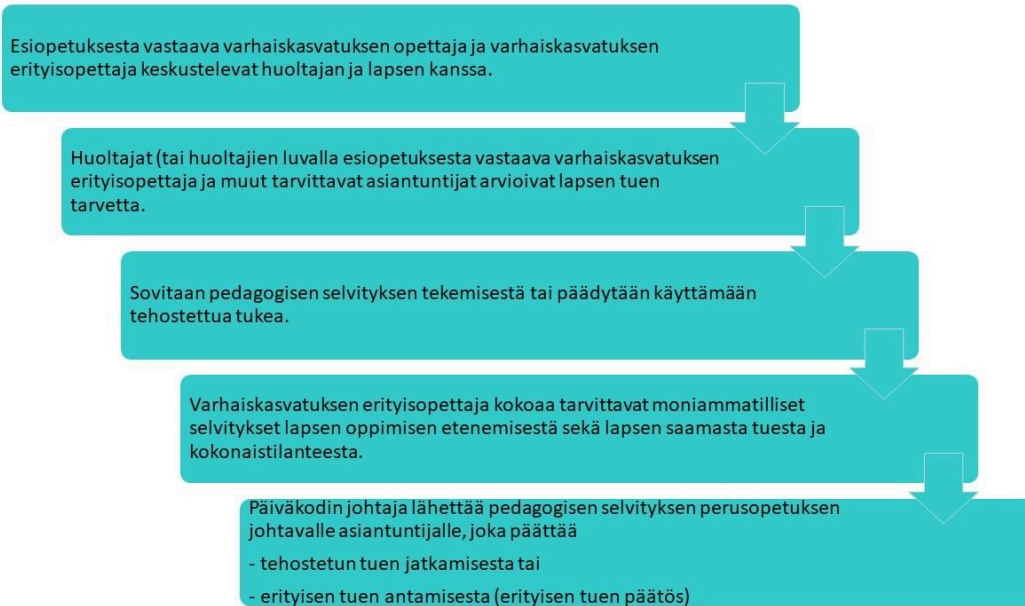 Esiopetuksesta vastaava varhaiskasvatuksen opettaja ja varhaiskasvatuksen
erityisopettaja keskustelevat huoltajan ja lapsen kanssa.
Huoltajat (tai huoltajien luvalla esiopetuksesta vastaava varhaiskasvatuksen
erityisopettaja ja muut tarvittavat asiantuntijat arvioivat lapsen tuen
tarvetta.
Sovitaan pedagogisen selvityksen tekemisestä tai päädytään käyttämään
tehostettua tukea.
Varhaiskasvatuksen erityisopettaja kokoaa tarvittavat moniammatilliset
selvitykset lapsen oppimisen etenemisestä sekä lapsen saamasta tuesta ja
kokonaistilanteesta.
Päiväkodin johtaja lähettää pedagogisen selvityksen perusopetuksen
johtavalle asiantuntijalle, joka päättää
- tehostetun tuen jatkamisesta tai
- erityisen tuen antamisesta (erityisen tuen päätös)